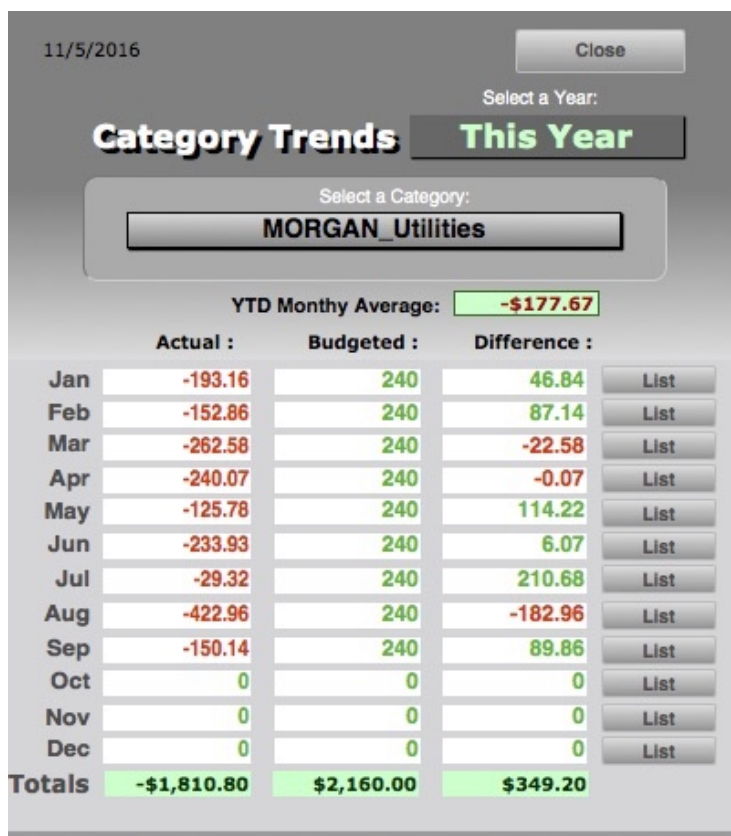 11/5/2016 Close
Select a Year:
Category Trends This Year
Select a Category:
MORGAN_Utilities
YTD Monthy Average: -$177.67
Actual : Budgeted : Difference :
Jan -193.16 240 46.84 List
Feb -152.86 240 87.14 List
Mar -262.58 240 -22.58 List
Apr -240.07 240 -0.07 List
May -125.78 240 114.22 List
Jun -233.93 240 6.07 List
Jul -29.32 240 210.68 List
Aug -422.96 240 -182.96 List
Sep -150.14 240 89.86 List
Oct 0 0 0 List
Nov 0 0 0 List
Dec 0 0 0 List
Totals -$1,810.80 $2,160.00 $349.20